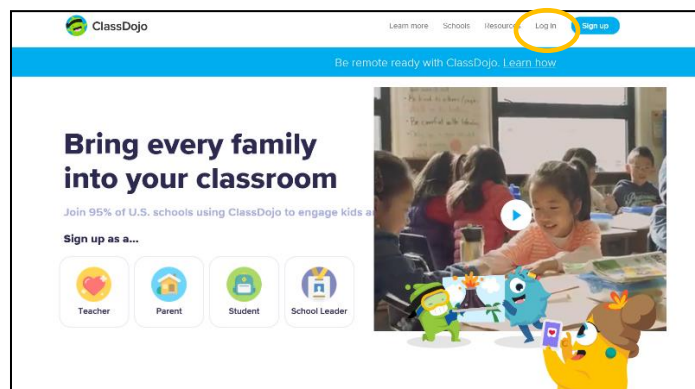 ClassDojo
Learn more Schools Resources Log in Sign up
Be remote ready with ClassDojo. Learn how
Bring every family
into your classroom
Join 95% of U.S. schools using ClassDojo to engage kids
Sign up as a...
Teacher Parent Student School Leader